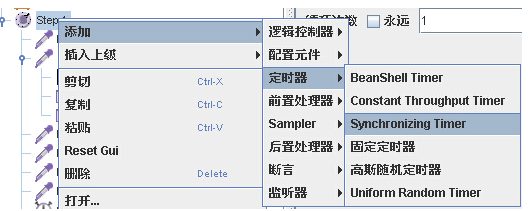 Step
添加
插入上级
剪切 Ctrl-X
复制 Ctrl-C
粘贴 Ctrl-V
Reset Gui
删除 Delete
打开...
逻辑控制器
配置元件
定时器
前置处理器
Sampler
后置处理器
断言
监听器
永远 1
BeanShell Timer
Constant Throughput Timer
Synchronizing Timer
固定定时器
高斯随机定时器
Uniform Random Timer